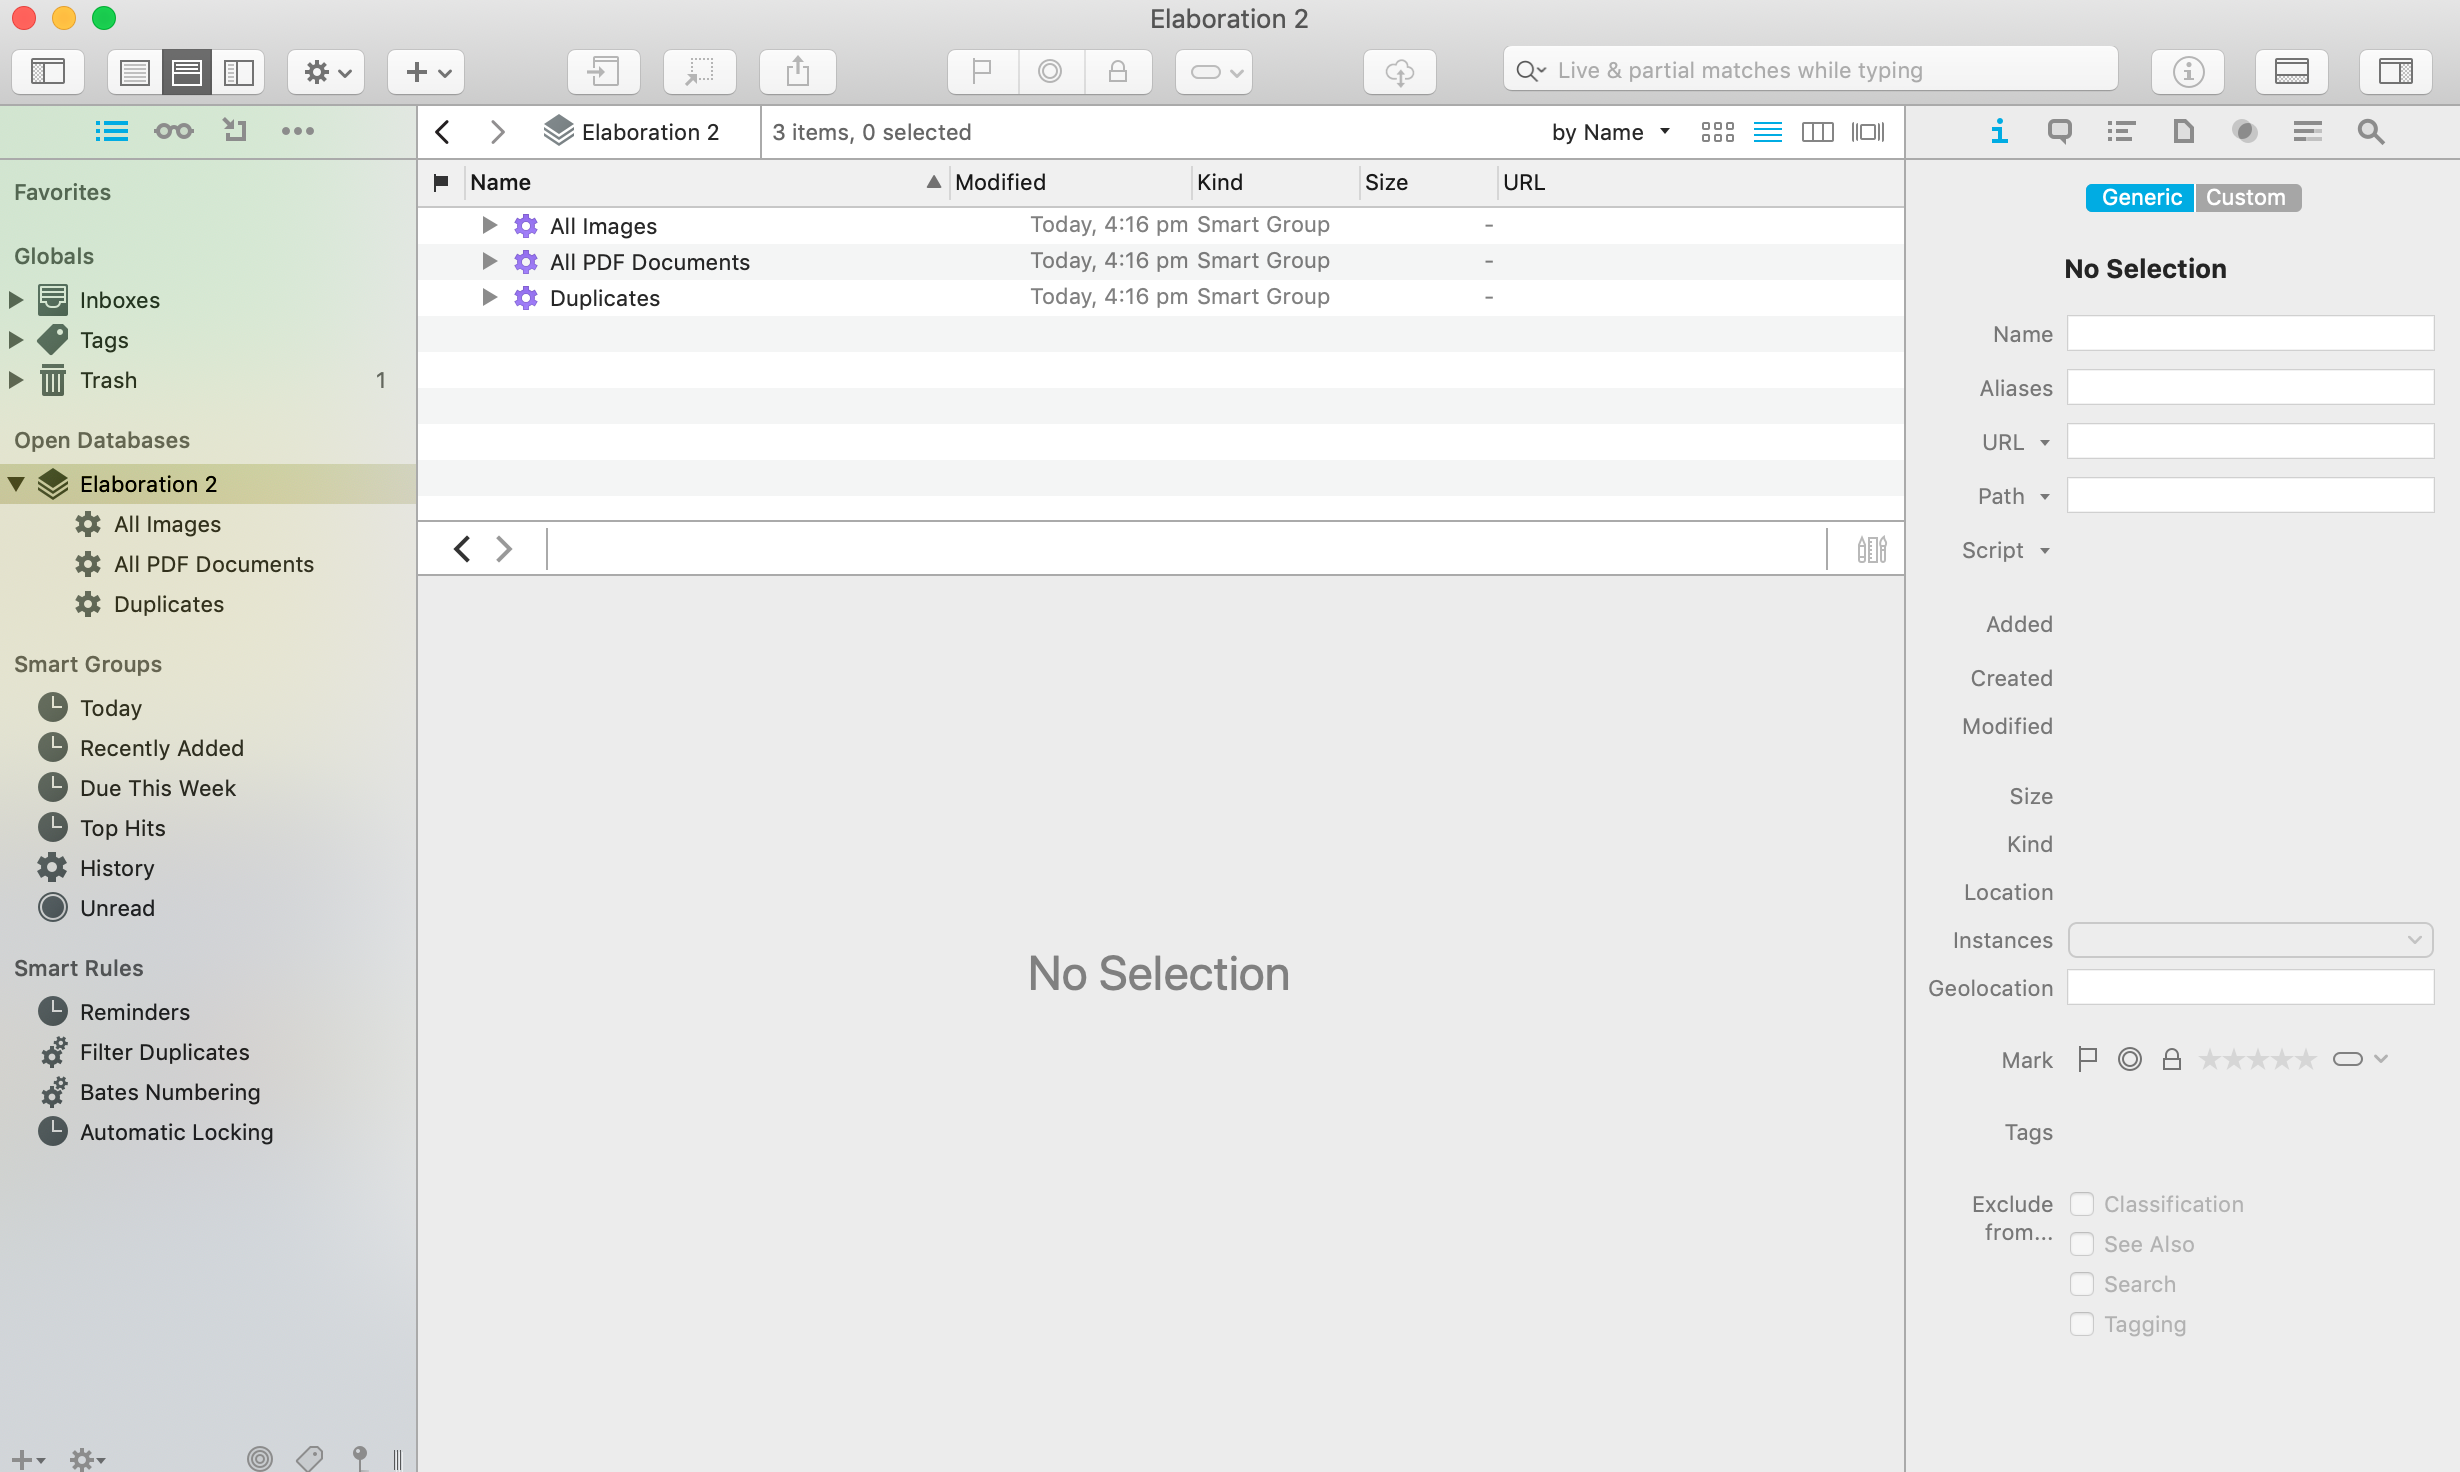 Elaboration 2
Live & partial matches while typing
Elaboration 2
3 items, 0 selected
by Name
Generic
Custom
Favorites
Globals
Inboxes
Tags
Trash 1
Open Databases
Elaboration 2
All Images
All PDF Documents
Duplicates
Smart Groups
Today
Recently Added
Due This Week
Top Hits
History
Unread
Smart Rules
Reminders
Filter Duplicates
Bates Numbering
Automatic Locking
Name Modified Kind Size URL
All Images Today, 4:16 pm Smart Group -
All PDF Documents Today, 4:16 pm Smart Group -
Duplicates Today, 4:16 pm Smart Group -
No Selection
No Selection
Name
Aliases
URL
Path
Script
Added
Created
Modified
Size
Kind
Location
Instances
Geolocation
Mark
Tags
Exclude
from...
Classification
See Also
Search
Tagging